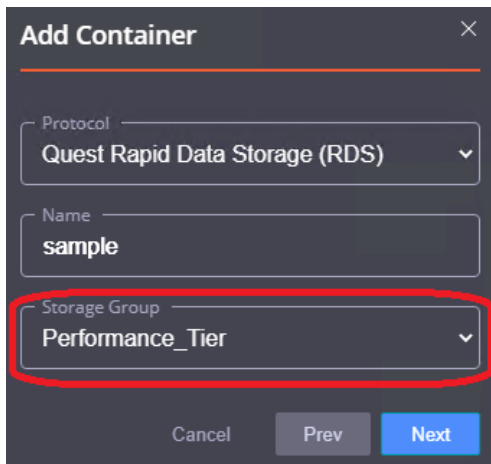 Add Container
Protocol
Quest Rapid Data Storage (RDS)
Name
sample
Storage Group
Performance_Tier
Cancel Prev Next